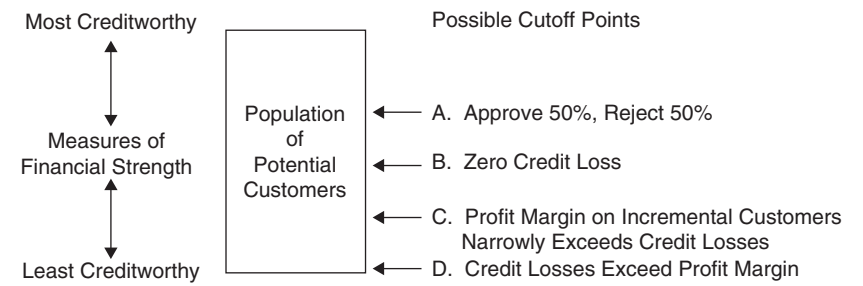 Most Creditworthy
Possible Cutoff Points
Population
of
Potential
Customers
A. Approve 50%, Reject 50%
Measures of
Financial Strength
B. Zero Credit Loss
C. Profit Margin on Incremental Customers
Narrowly Exceeds Credit Losses
Least Creditworthy
D. Credit Losses Exceed Profit Margin